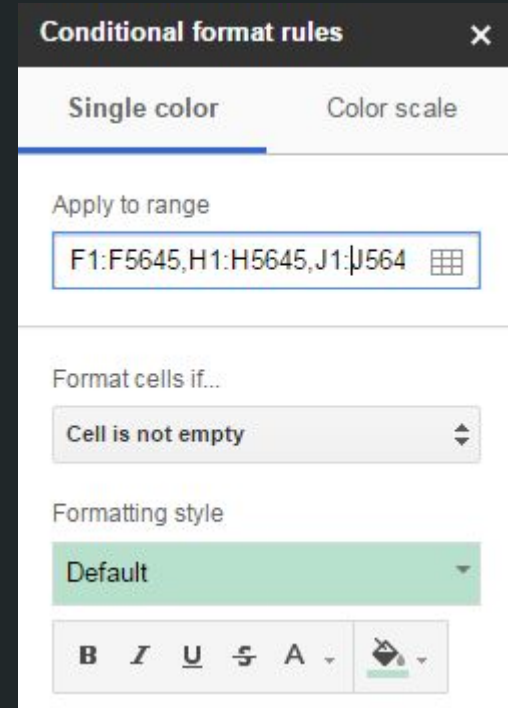 Conditional format rules ×
Single color Color scale
Apply to range
F1:F5645,H1:H5645,J1:J564
Format cells if...
Cell is not empty
Formatting style
Default
B I U S A